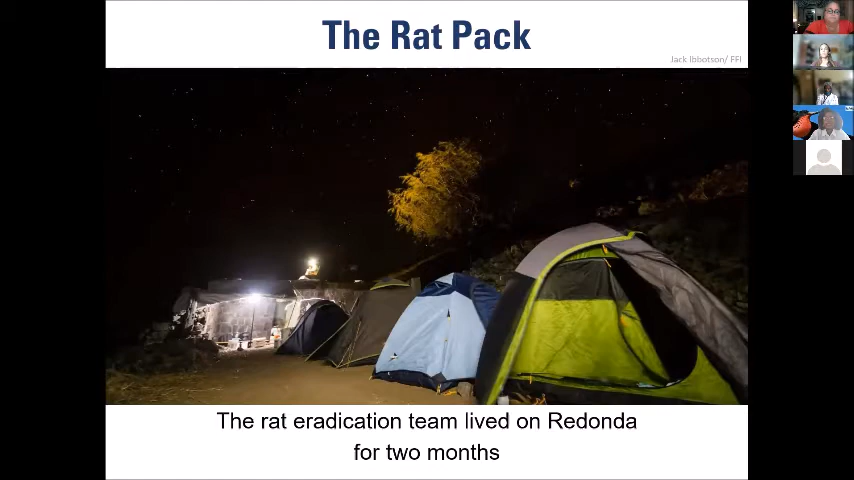 The Rat Pack
Jack Ibbotson/ FFI
The rat eradication team lived on Redonda
for two months